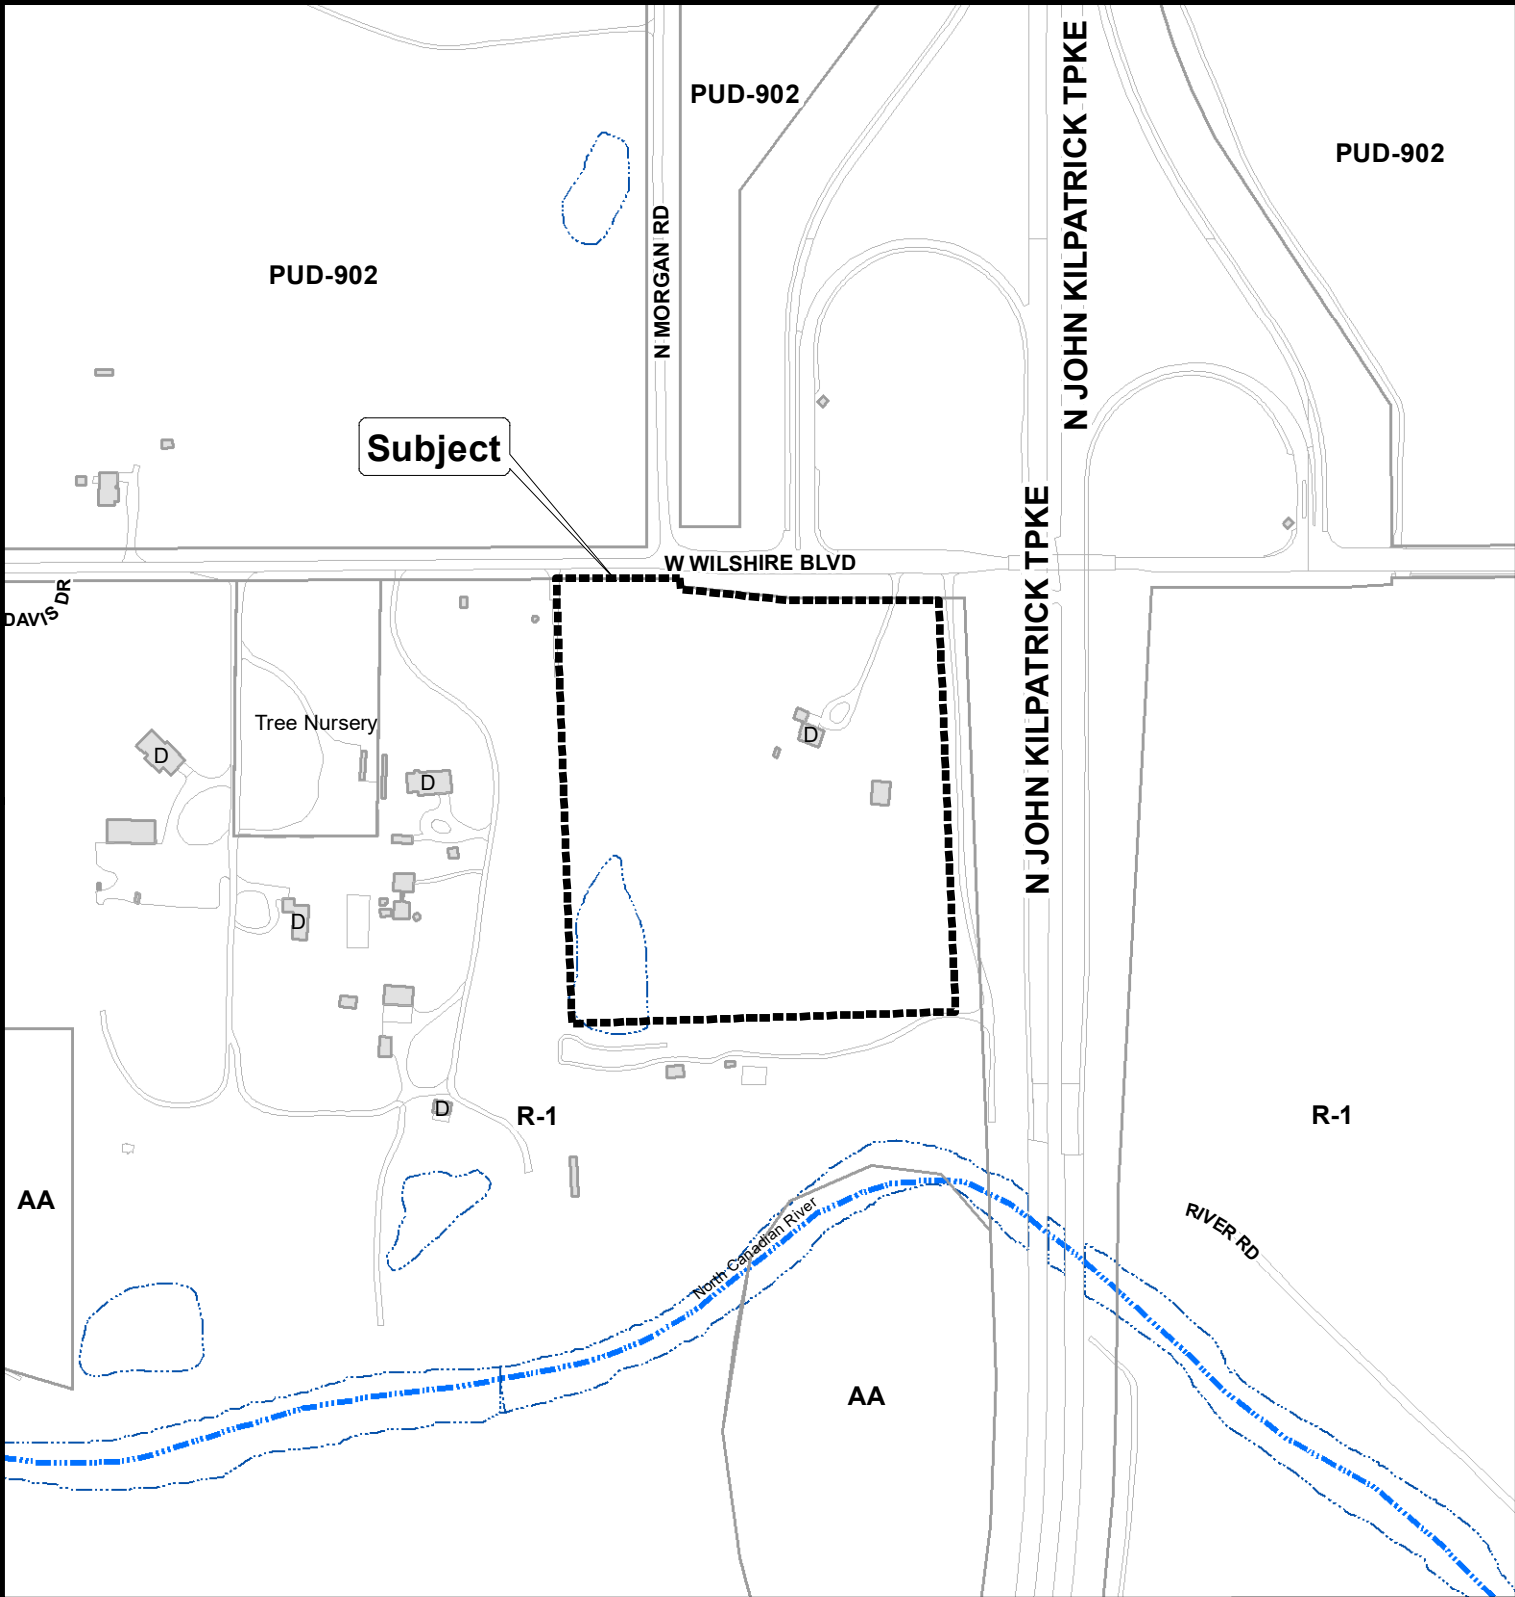 PUD-902
PUD-902
PUD-902
N MORGAN RD
N JOHN KILPATRICK TPKE
Subject
W WILSHIRE BLVD
N JOHN KILPATRICK TPKE
DAVIS DR
Tree Nursery
D
D
D
D
D
R-1
R-1
AA
North Canadian River
RIVER RD
AA